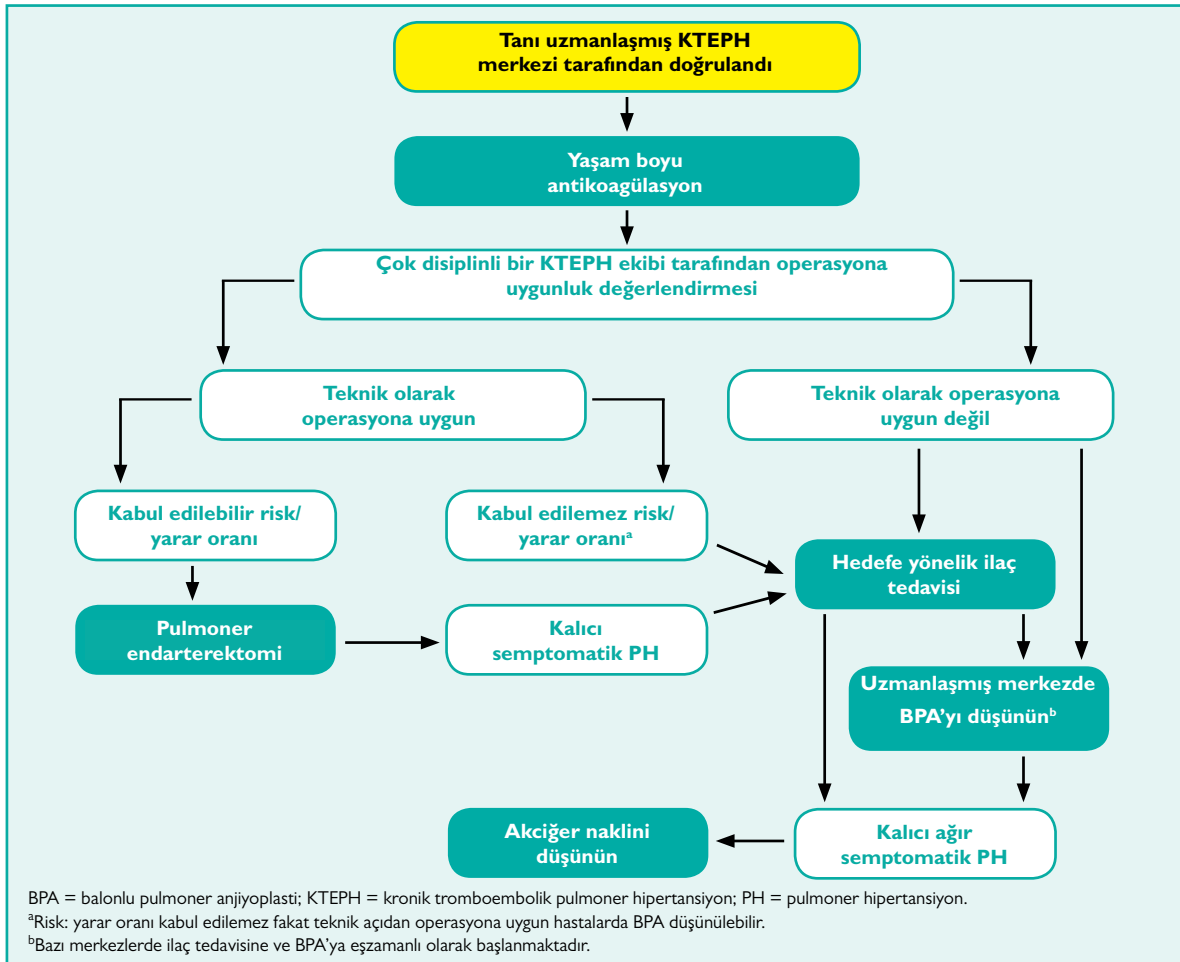 Tanı uzmanlaşmış KTEPH
merkezi tarafından doğrulandı
Yaşam boyu
antikoagülasyon
Çok disiplinli bir KTEPH ekibi tarafından operasyona
uygunluk değerlendirmesi
Teknik olarak
operasyona uygun
Teknik olarak operasyona
uygun değil
Kabul edilebilir risk/
yarar oranı
Kabul edilemez risk/
yarar oranıᵃ
Hedefe yönelik ilaç
tedavisi
Pulmoner
endarterektomi
Kalıcı
semptomatik PH
Uzmanlaşmış merkezde
BPA’yı düşününᵇ
Akciğer naklini
düşünün
Kalıcı ağır
semptomatik PH
BPA = balonlu pulmoner anjiyoplasti; KTEPH = kronik tromboembolik pulmoner hipertansiyon; PH = pulmoner hipertansiyon.
ᵃRisk: yarar oranı kabul edilemez fakat teknik açıdan operasyona uygun hastalarda BPA düşünülebilir.
ᵇBazı merkezlerde ilaç tedavisine ve BPA’ya eşzamanlı olarak başlanmaktadır.